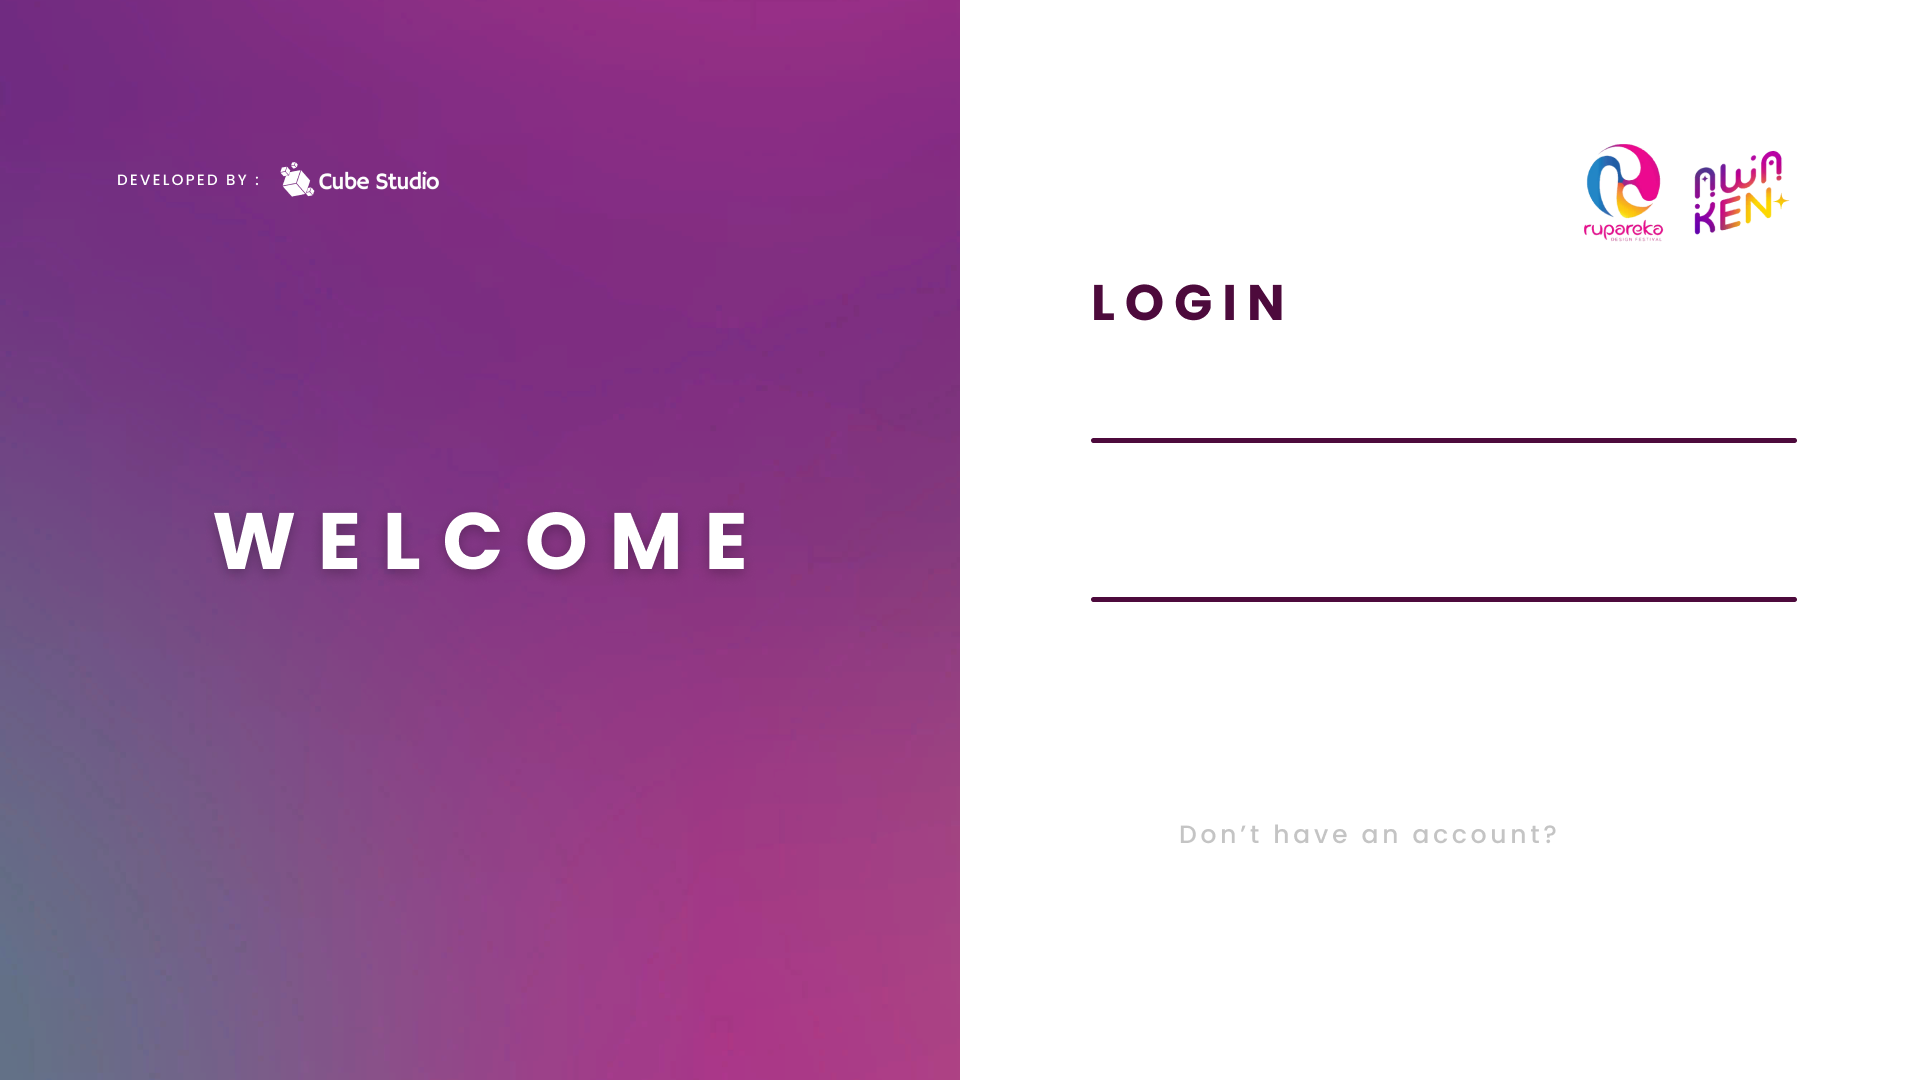 DEVELOPED BY :
Cube Studio
WELCOME
rupareka
DESIGN FESTIVAL
AWA
KEN
LOGIN
Don’t have an account?